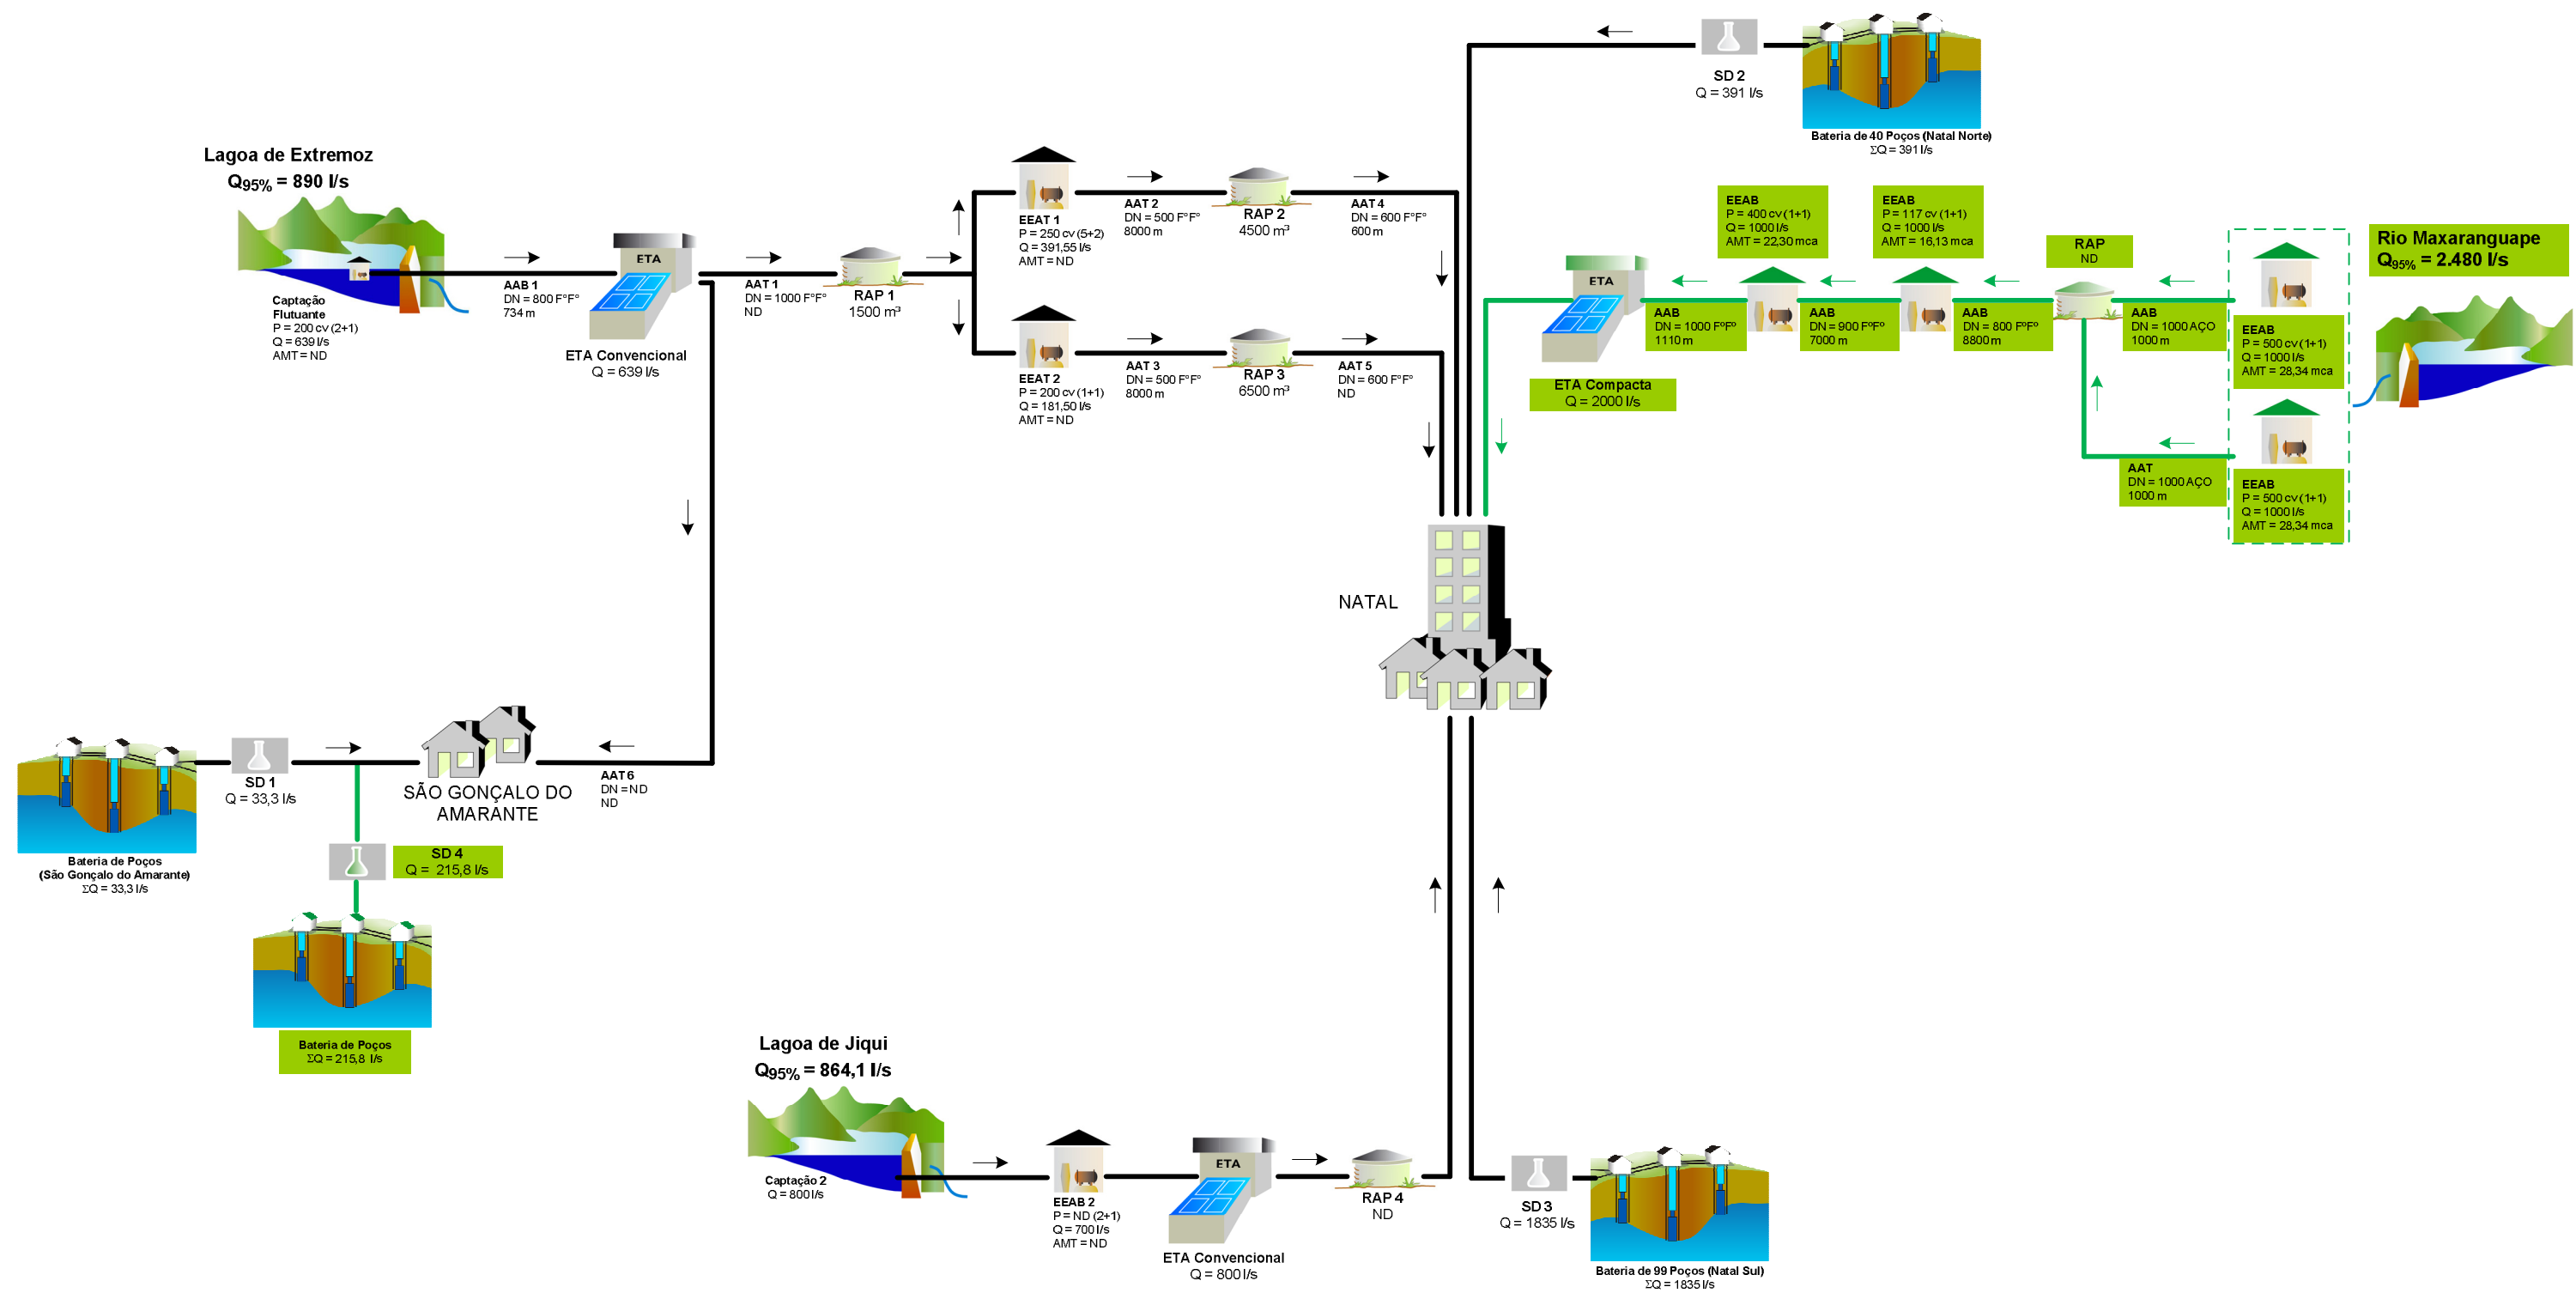 SD 2
Q = 391 l/s
Bateria de 40 Poços (Natal Norte)
ΣQ = 391 l/s
Lagoa de Extremoz
Q95% = 890 l/s
Captação
Flutuante
P = 200 cv (2+1)
Q = 639 l/s
AMT = ND
AAB 1
DN = 800 F°F°
734 m
ETA
ETA Convencional
Q = 639 l/s
AAT 1
DN = 1000 F°F°
ND
RAP 1
1500 m³
EEAT 1
P = 250 cv (5+2)
Q = 391,55 l/s
AMT = ND
AAT 2
DN = 500 F°F°
8000 m
RAP 2
4500 m³
AAT 4
DN = 600 F°F°
600 m
EEAT 2
P = 200 cv (1+1)
Q = 181,50 l/s
AMT = ND
AAT 3
DN = 500 F°F°
8000 m
RAP 3
6500 m³
AAT 5
DN = 600 F°F°
ND
ETA
ETA Compacta
Q = 2000 l/s
AAB
DN = 1000 FºFº
1110 m
EEAB
P = 400 cv (1+1)
Q = 1000 l/s
AMT = 22,30 mca
AAB
DN = 900 FºFº
7000 m
EEAB
P = 117 cv (1+1)
Q = 1000 l/s
AMT = 16,13 mca
AAB
DN = 800 FºFº
8800 m
RAP
ND
AAB
DN = 1000 AÇO
1000 m
EEAB
P = 500 cv (1+1)
Q = 1000 l/s
AMT = 28,34 mca
Rio Maxaranguape
Q95% = 2.480 l/s
AAT
DN = 1000 AÇO
1000 m
EEAB
P = 500 cv (1+1)
Q = 1000 l/s
AMT = 28,34 mca
NATAL
SD 1
Q = 33,3 l/s
Bateria de Poços
(São Gonçalo do Amarante)
ΣQ = 33,3 l/s
SÃO GONÇALO DO
AMARANTE
AAT 6
DN = ND
ND
SD 4
Q = 215,8 l/s
Bateria de Poços
ΣQ = 215,8 l/s
Lagoa de Jiqui
Q95% = 864,1 l/s
Captação 2
Q = 800 l/s
EEAB 2
P = ND (2+1)
Q = 700 l/s
AMT = ND
ETA
ETA Convencional
Q = 800 l/s
RAP 4
ND
SD 3
Q = 1835 l/s
Bateria de 99 Poços (Natal Sul)
ΣQ = 1835 l/s